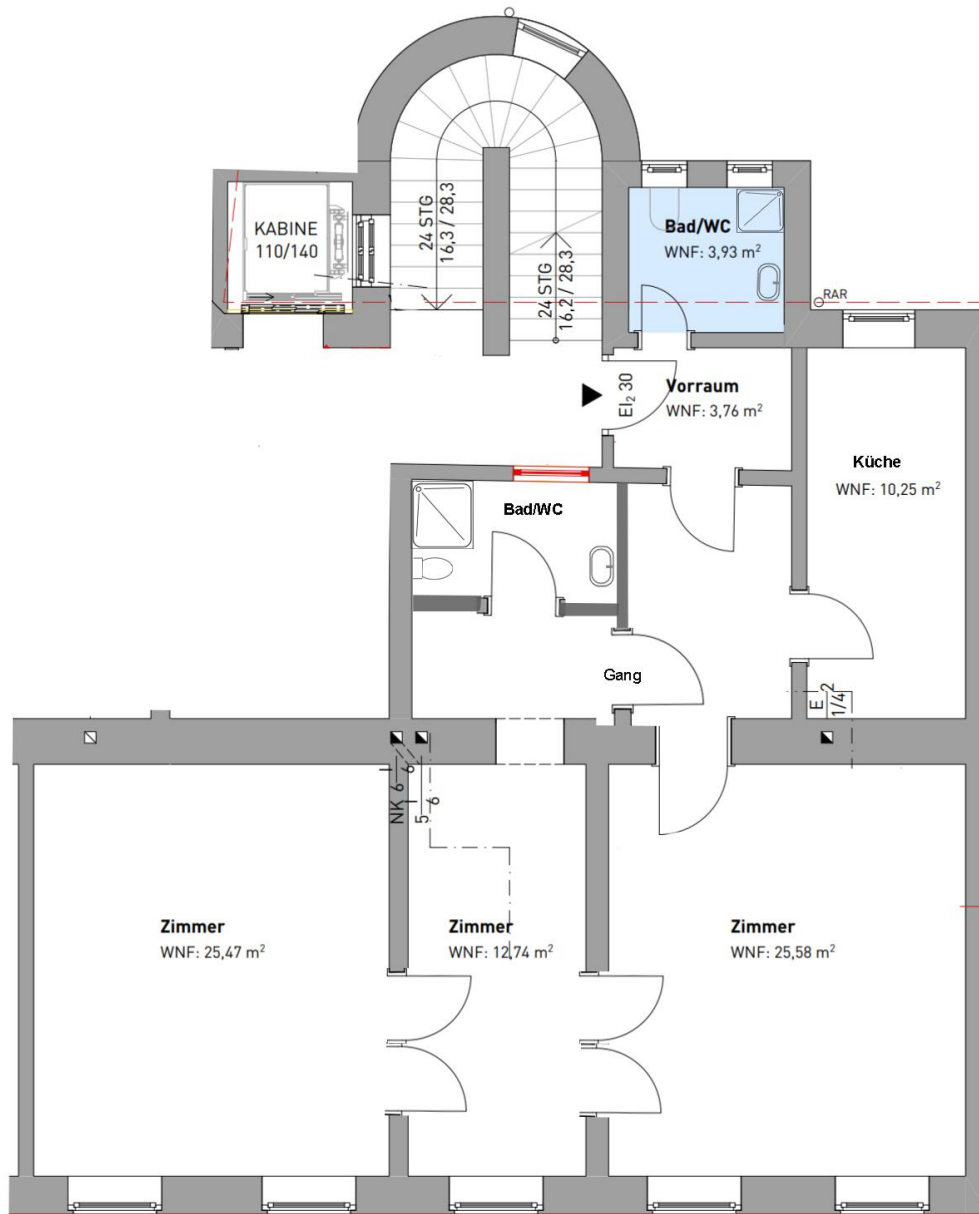 KABINE
110/140
24 STG
16,3 / 28,3
24 STG
16,2 / 28,3
Bad/WC
WNF: 3,93 m²
RAR
EI₂ 30
Vorraum
WNF: 3,76 m²
Küche
WNF: 10,25 m²
Bad/WC
Gang
E 2
1/4
NK 6 6
5 6
Zimmer
WNF: 25,47 m²
Zimmer
WNF: 12,74 m²
Zimmer
WNF: 25,58 m²